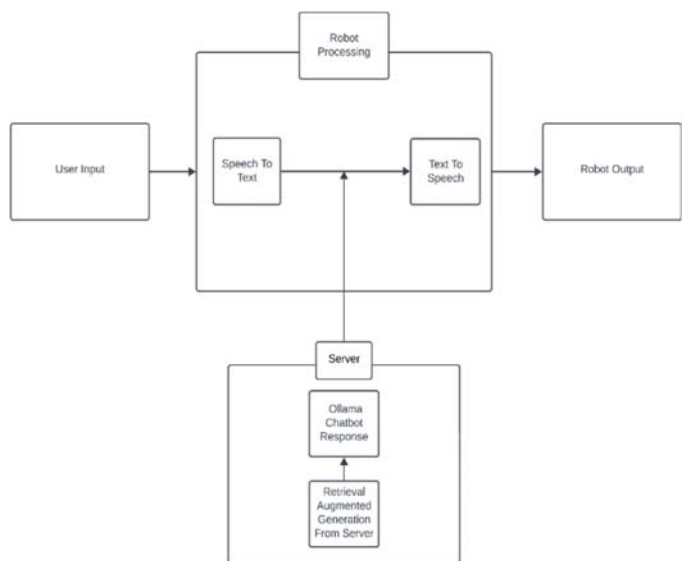 Robot
Processing
User Input
Speech To
Text
Text To
Speech
Robot Output
Server
Ollama
Chatbot
Response
Retrieval
Augmented
Generation
From Server